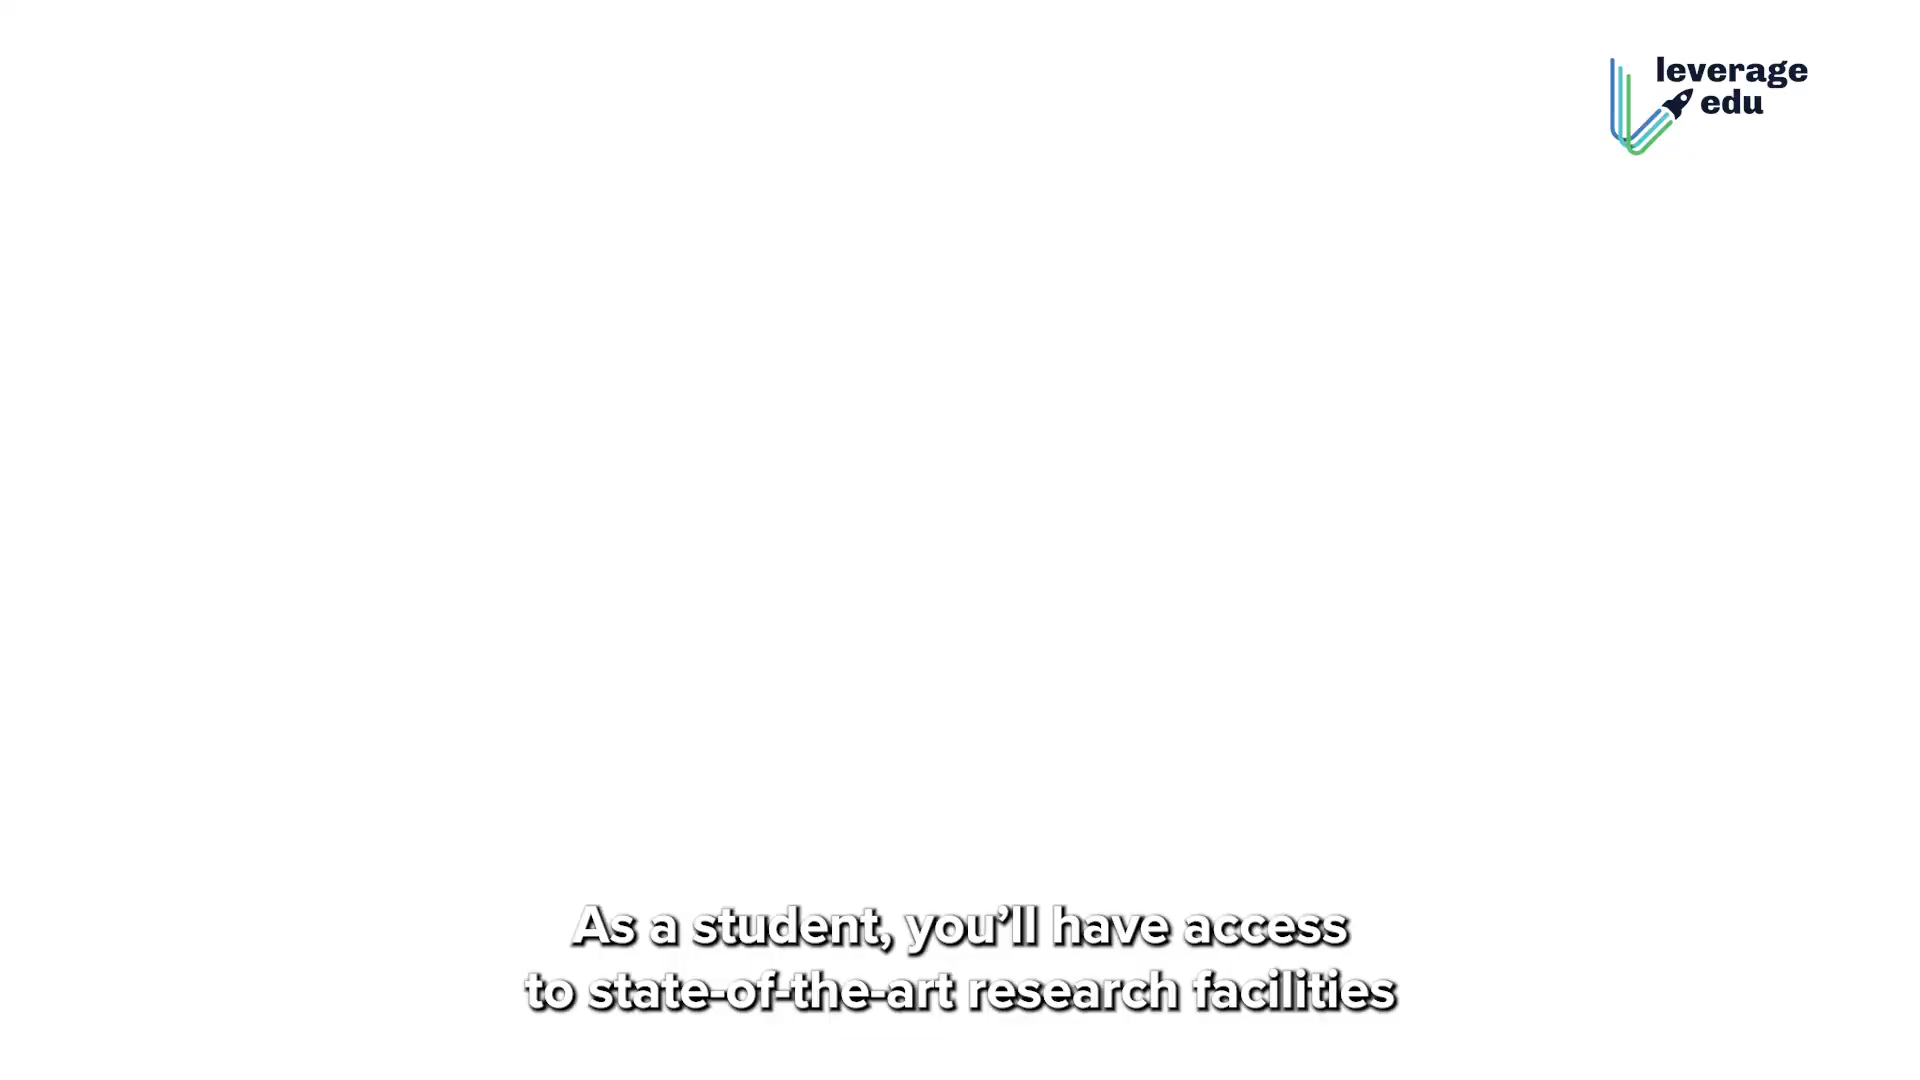 leverage
edu
As a student, you’ll have access
to state-of-the-art research facilities